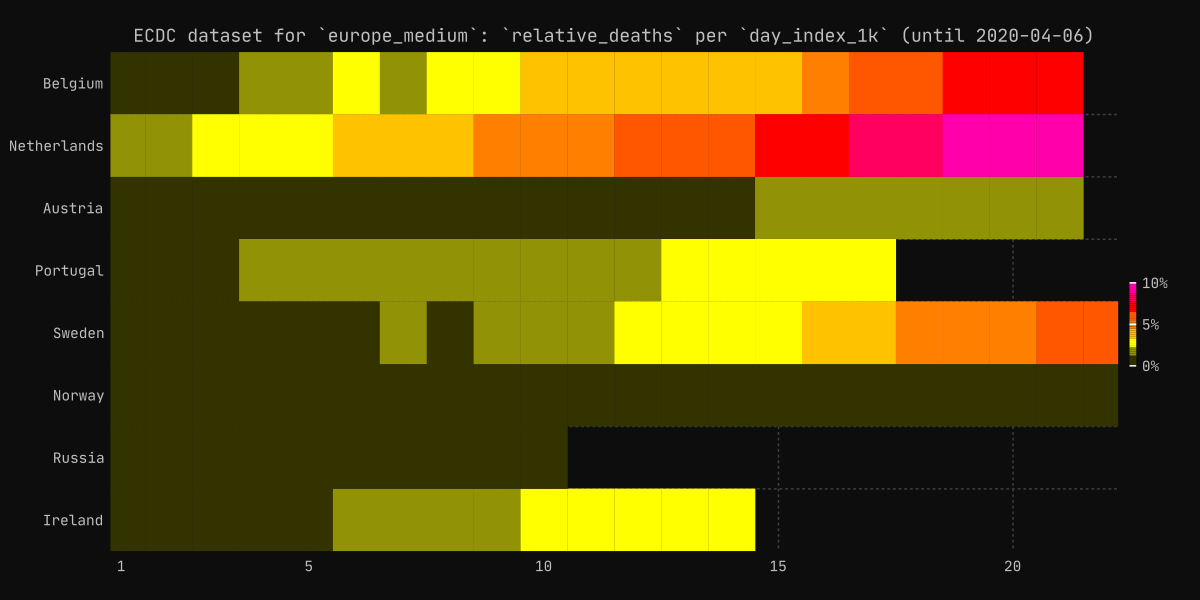 ECDC dataset for `europe_medium`: `relative_deaths` per `day_index_1k` (until 2020-04-06)
Belgium
Netherlands
Austria
Portugal
Sweden
Norway
Russia
Ireland
10%
5%
0%
1 5 10 15 20